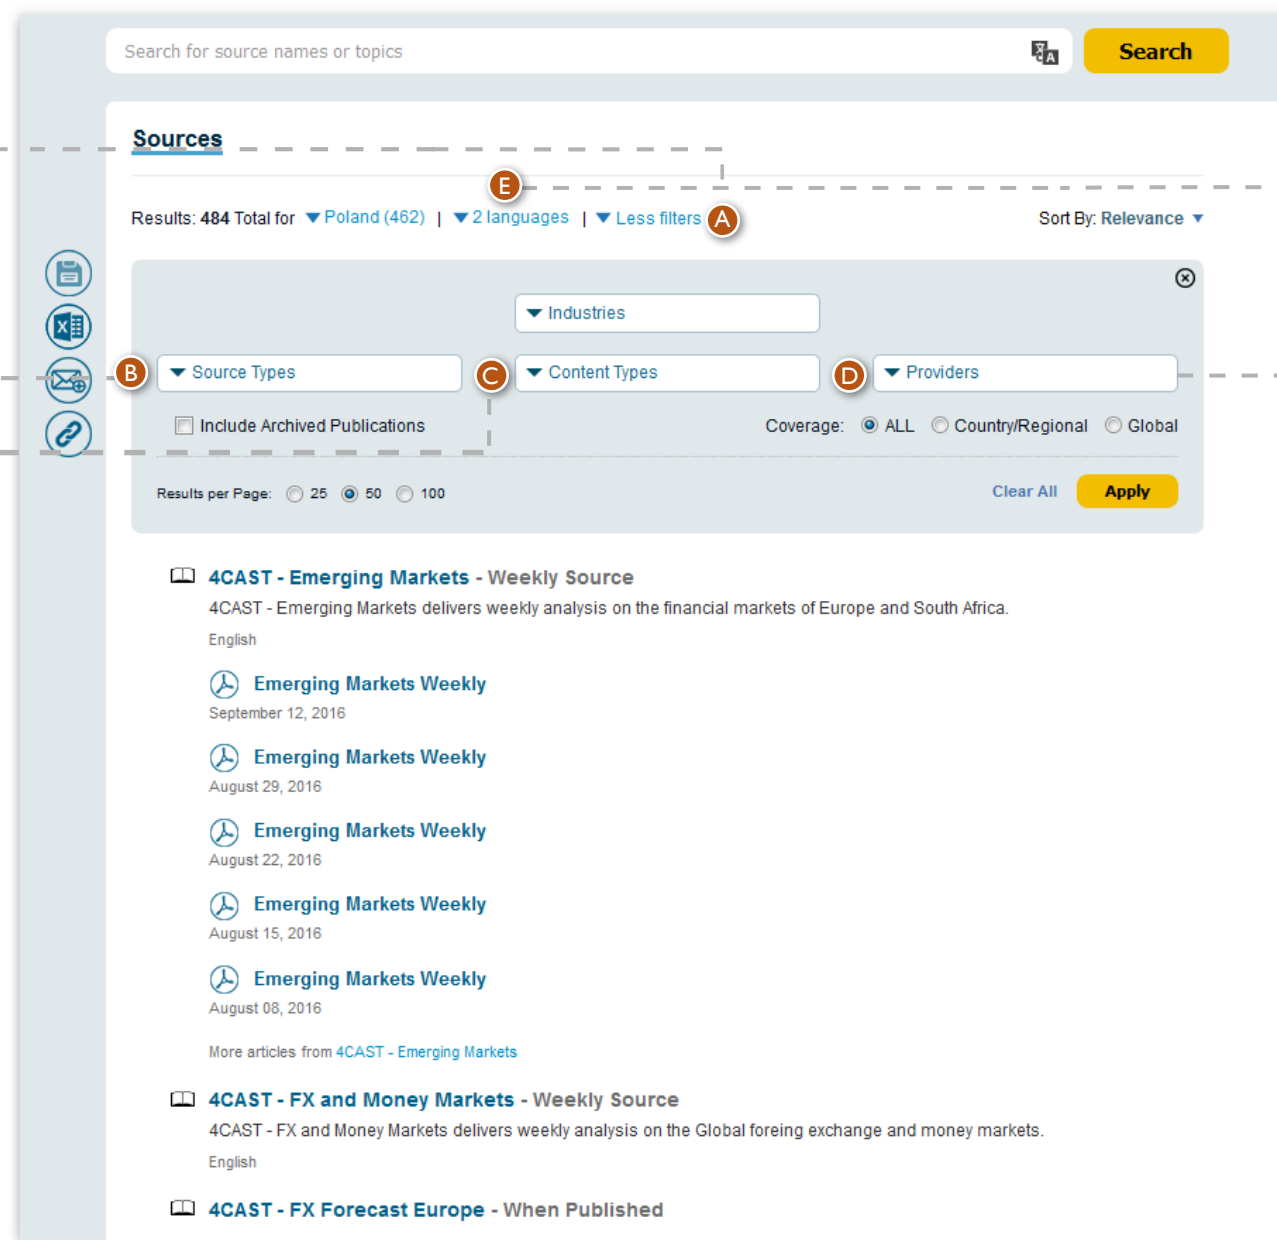 Search for source names or topics
Search
Sources
E
Results: 484 Total for Poland (462) | 2 languages | Less filters A Sort By: Relevance
Industries
B Source Types C Content Types D Providers
Include Archived Publications Coverage: ALL Country/Regional Global
Results per Page: 25 50 100 Clear All Apply
4CAST - Emerging Markets - Weekly Source
4CAST - Emerging Markets delivers weekly analysis on the financial markets of Europe and South Africa.
English
Emerging Markets Weekly
September 12, 2016
Emerging Markets Weekly
August 29, 2016
Emerging Markets Weekly
August 22, 2016
Emerging Markets Weekly
August 15, 2016
Emerging Markets Weekly
August 08, 2016
More articles from 4CAST - Emerging Markets
4CAST - FX and Money Markets - Weekly Source
4CAST - FX and Money Markets delivers weekly analysis on the Global foreing exchange and money markets.
English
4CAST - FX Forecast Europe - When Published